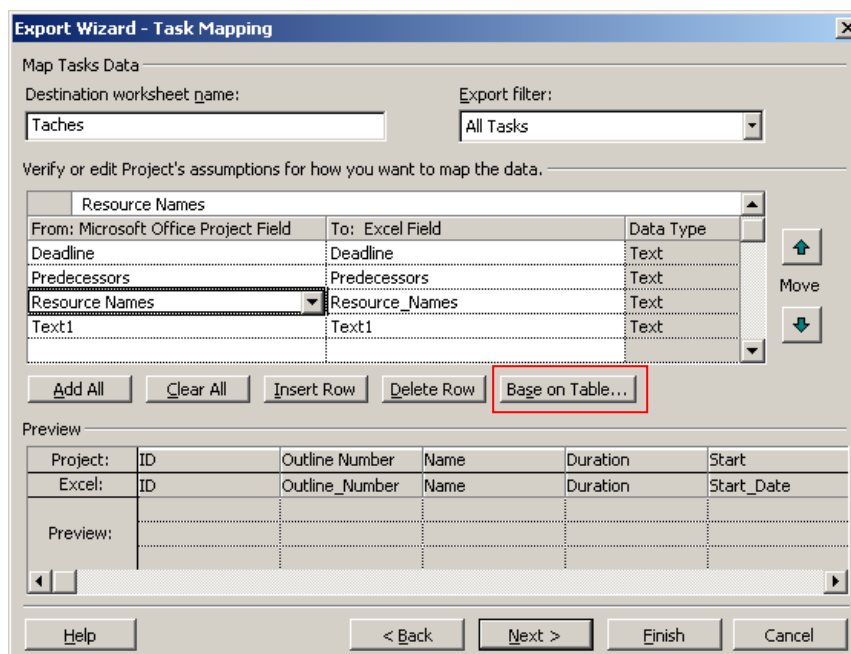 Export Wizard - Task Mapping
Map Tasks Data
Destination worksheet name: Export filter:
Taches All Tasks
Verify or edit Project's assumptions for how you want to map the data.
Resource Names
From: Microsoft Office Project Field To: Excel Field Data Type
Deadline Deadline Text
Predecessors Predecessors Text
Resource Names Resource_Names Text
Text1 Text1 Text
Move
Add All Clear All Insert Row Delete Row Base on Table...
Preview
Project: ID Outline Number Name Duration Start
Excel: ID Outline_Number Name Duration Start_Date
Preview:
Help < Back Next > Finish Cancel